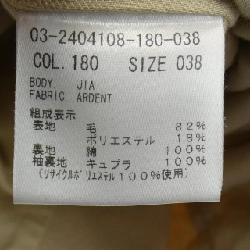 03-2404108-180-038
COL. 180 SIZE 038
BODY JIA
FABRIC ARDENT
組成表示
表地 毛 82%
ポリエステル 18%
裏地 綿 100%
袖裏地 キュプラ 100%
(リサイクルポリエステル100%使用)